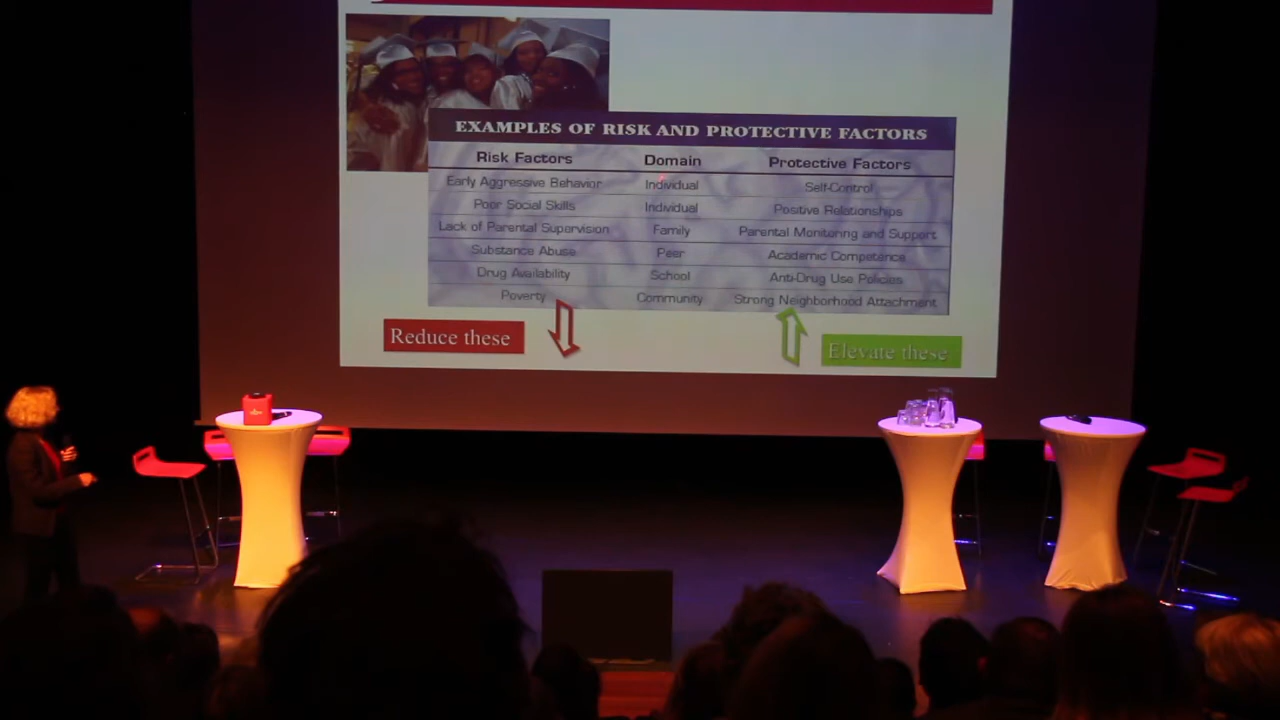 EXAMPLES OF RISK AND PROTECTIVE FACTORS
Risk Factors Domain Protective Factors
Early Aggressive Behavior Individual Self-Control
Poor Social Skills Individual Positive Relationships
Lack of Parental Supervision Family Parental Monitoring and Support
Substance Abuse Peer Academic Competence
Drug Availability School Anti-Drug Use Policies
Poverty Community Strong Neighborhood Attachment
Reduce these
Elevate these